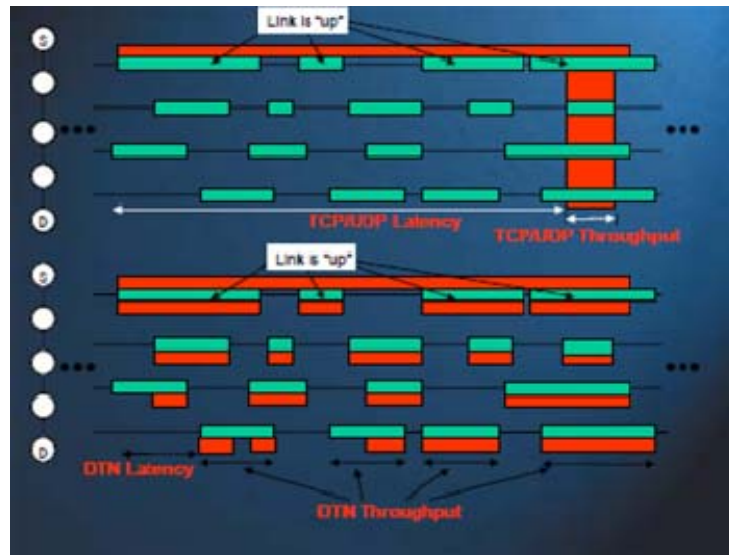 Link is "up"
S
D
TCP/UDP Latency
TCP/UDP Throughput
Link is "up"
S
D
DTN Latency
DTN Throughput